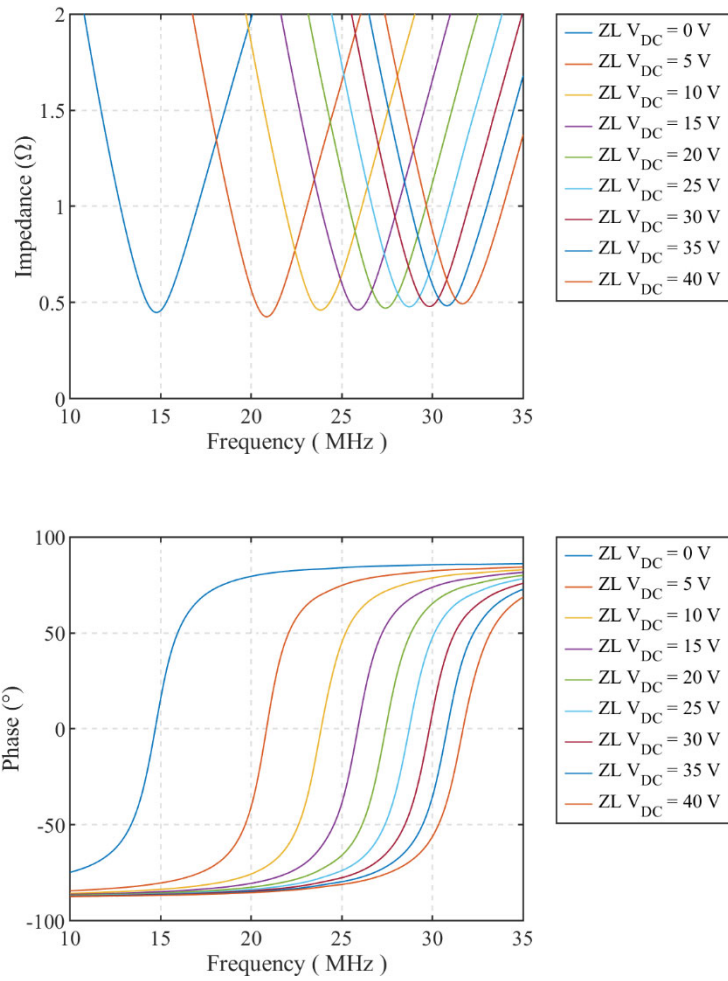 2
1.5
1
0.5
0
Impedance (Ω)
10 15 20 25 30 35
Frequency ( MHz )
ZL V_DC = 0 V
ZL V_DC = 5 V
ZL V_DC = 10 V
ZL V_DC = 15 V
ZL V_DC = 20 V
ZL V_DC = 25 V
ZL V_DC = 30 V
ZL V_DC = 35 V
ZL V_DC = 40 V
100
50
0
-50
-100
Phase (°)
10 15 20 25 30 35
Frequency ( MHz )
ZL V_DC = 0 V
ZL V_DC = 5 V
ZL V_DC = 10 V
ZL V_DC = 15 V
ZL V_DC = 20 V
ZL V_DC = 25 V
ZL V_DC = 30 V
ZL V_DC = 35 V
ZL V_DC = 40 V